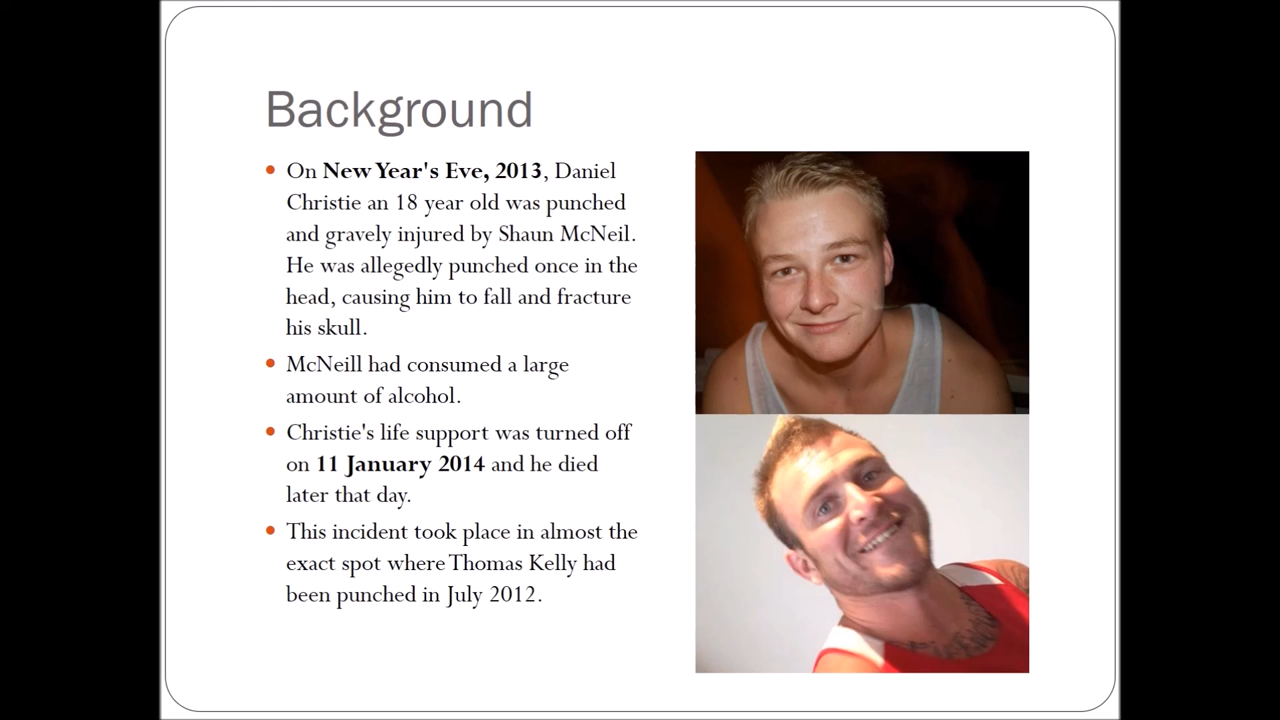 Background
On New Year's Eve, 2013, Daniel
Christie an 18 year old was punched
and gravely injured by Shaun McNeil.
He was allegedly punched once in the
head, causing him to fall and fracture
his skull.
McNeill had consumed a large
amount of alcohol.
Christie's life support was turned off
on 11 January 2014 and he died
later that day.
This incident took place in almost the
exact spot where Thomas Kelly had
been punched in July 2012.